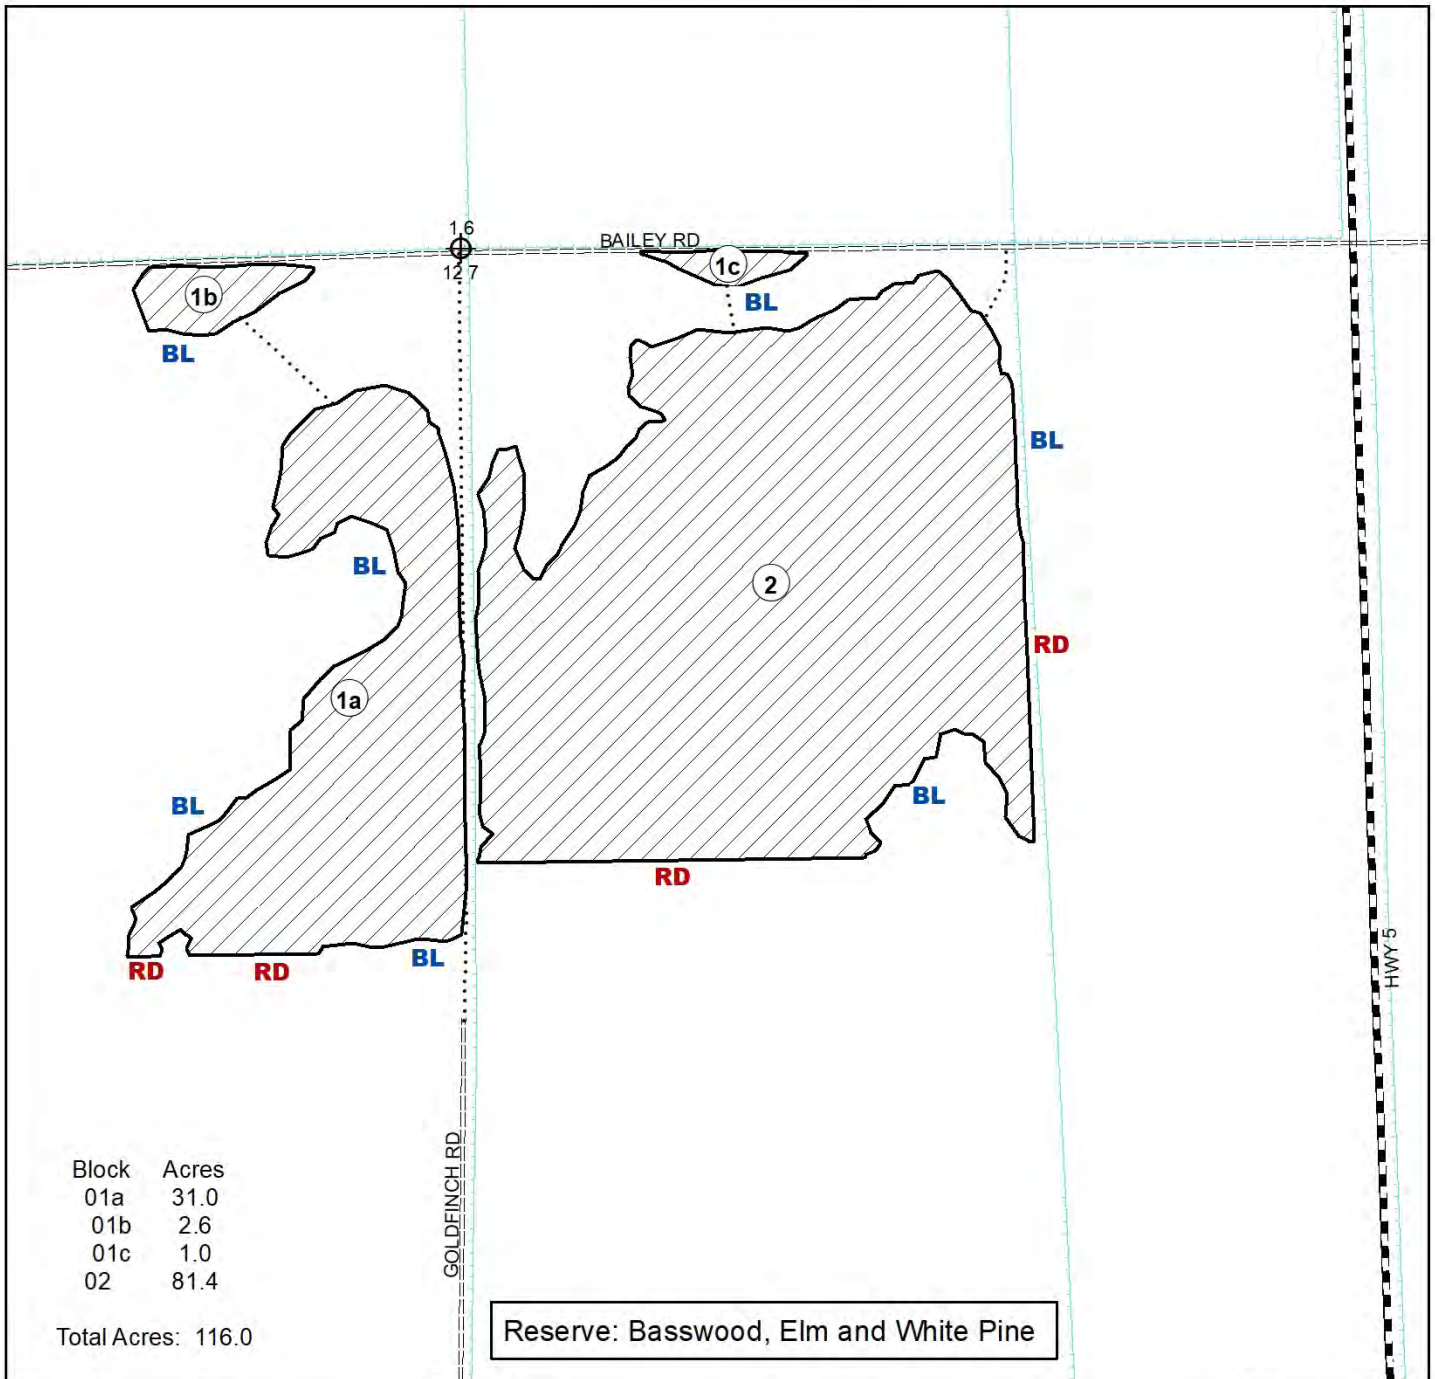 1 6
BAILEY RD
12 7
1c
1b
BL
BL
BL
BL
2
RD
1a
BL
BL
RD
BL
RD
RD
HWY 5
GOLDFINCH RD
Block Acres
01a 31.0
01b 2.6
01c 1.0
02 81.4
Total Acres: 116.0
Reserve: Basswood, Elm and White Pine